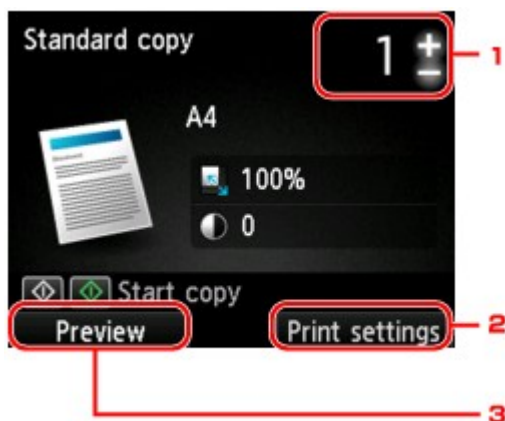 Standard copy
1 + −
1
A4
100%
0
Start copy
Preview
Print settings
2
3